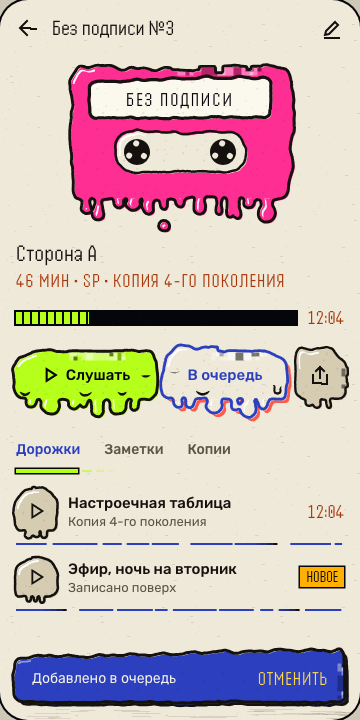 Без подписи №3
БЕЗ ПОДПИСИ
Сторона А
46 МИН • SP • КОПИЯ 4-ГО ПОКОЛЕНИЯ
12:04
Слушать
В очередь
Дорожки
Заметки
Копии
Настроечная таблица
Копия 4-го поколения
12:04
Эфир, ночь на вторник
Записано поверх
НОВОЕ
Добавлено в очередь
ОТМЕНИТЬ